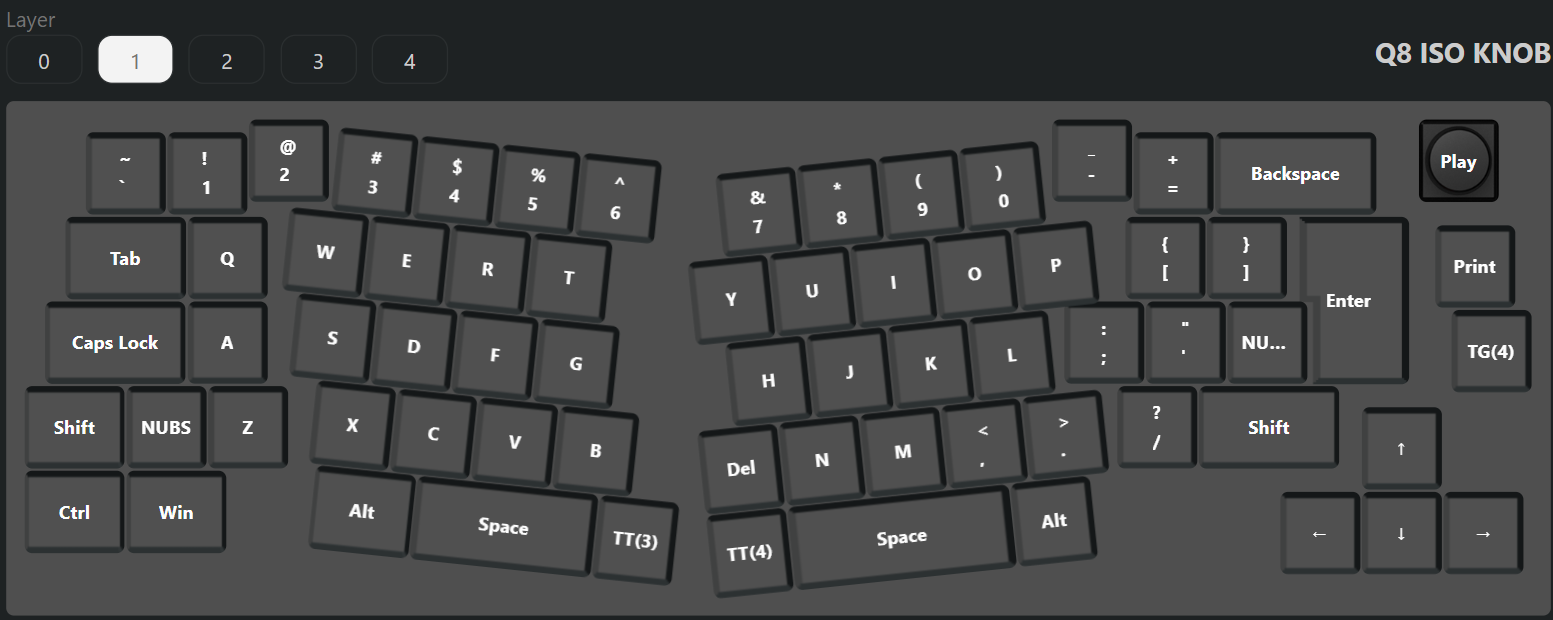 Layer
0 1 2 3 4
Q8 ISO KNOB
~ ! @ # $ % ^ & * ( ) _ + Backspace Play
` 1 2 3 4 5 6 7 8 9 0 - =
Tab Q W E R T Y U I O P { } Enter Print
[ ]
Caps Lock A S D F G H J K L : " NU... TG(4)
; '
Shift NUBS Z X C V B Del N M < > ? Shift ↑
, . /
Ctrl Win Alt Space TT(3) TT(4) Space Alt ← ↓ →